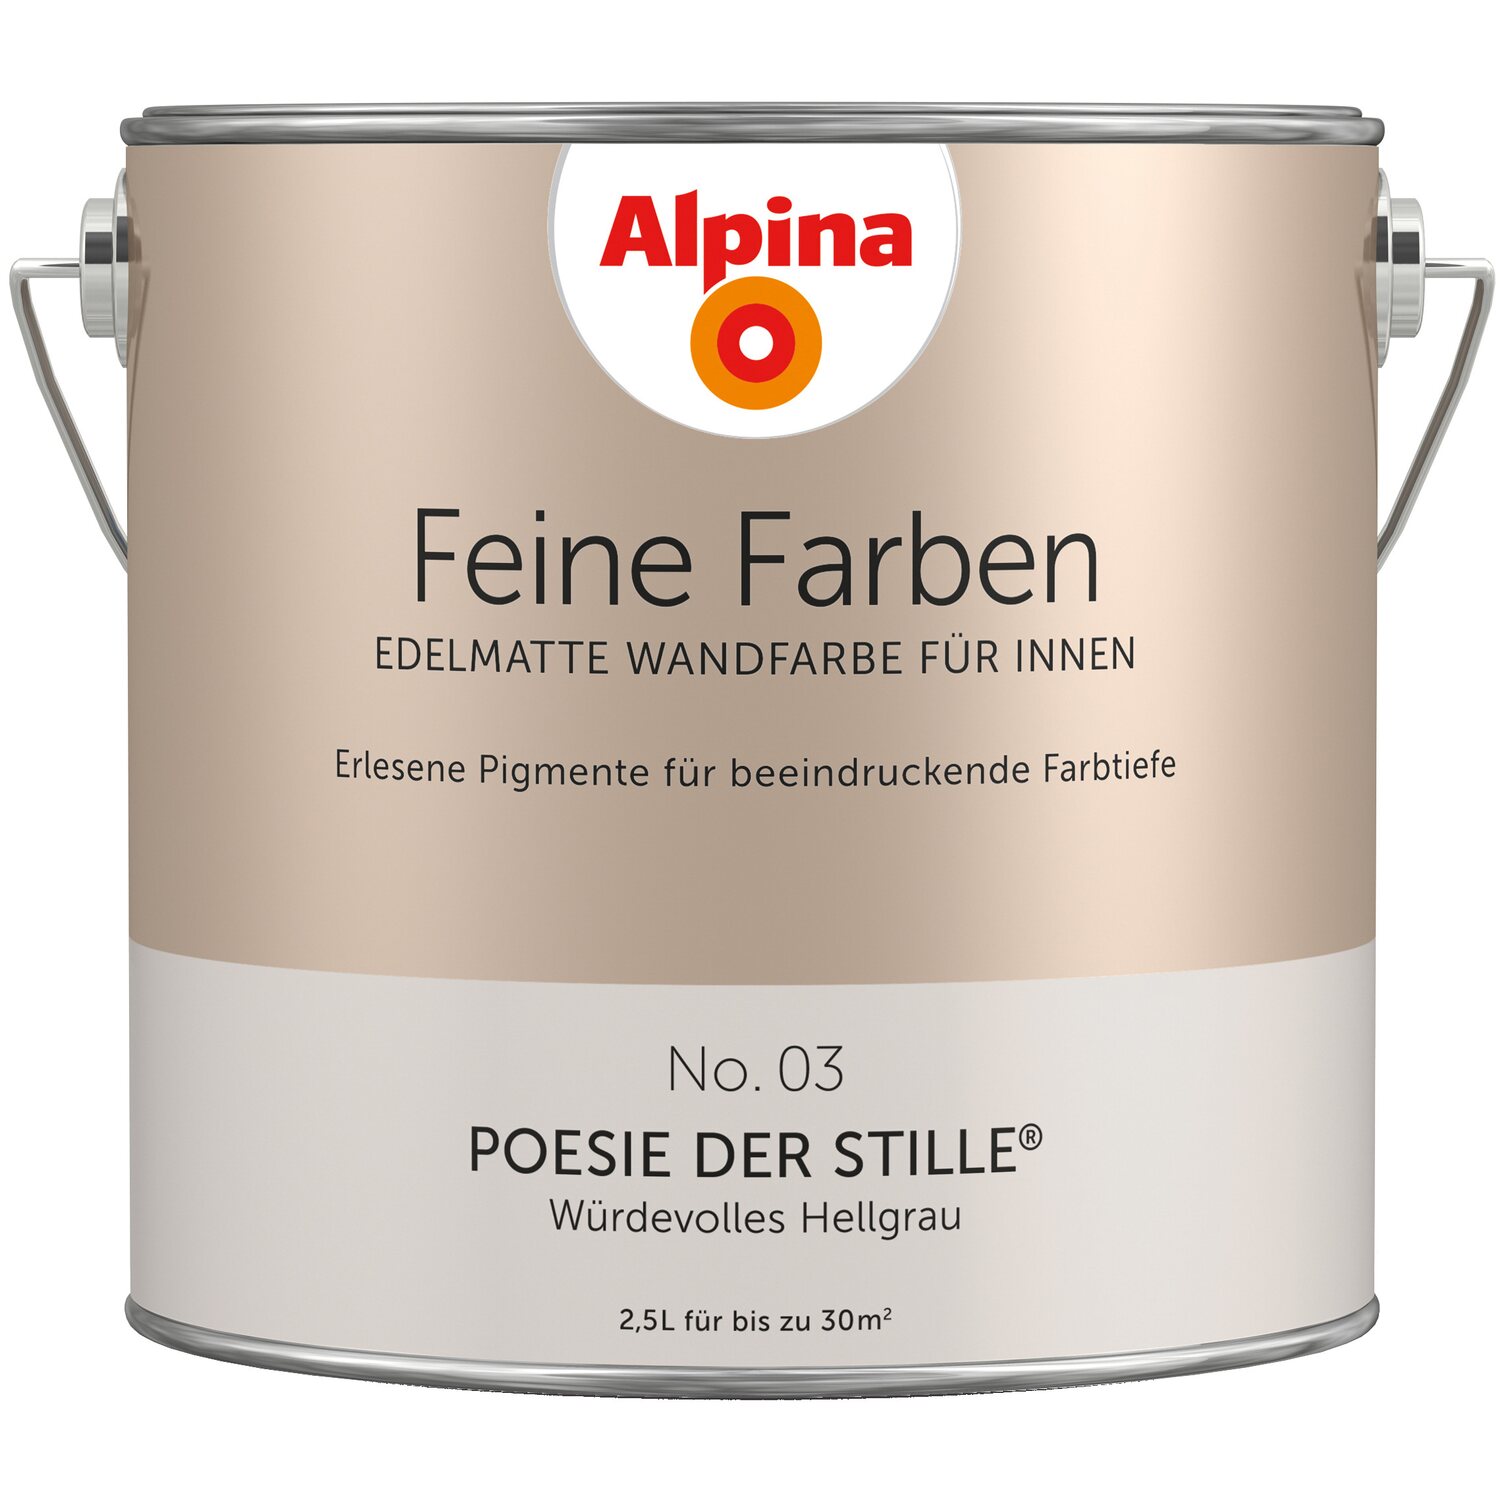 Alpina
Feine Farben
EDELMATTE WANDFARBE FÜR INNEN
Erlesene Pigmente für beeindruckende Farbtiefe
No. 03
POESIE DER STILLE®
Würdevolles Hellgrau
2,5L für bis zu 30m²